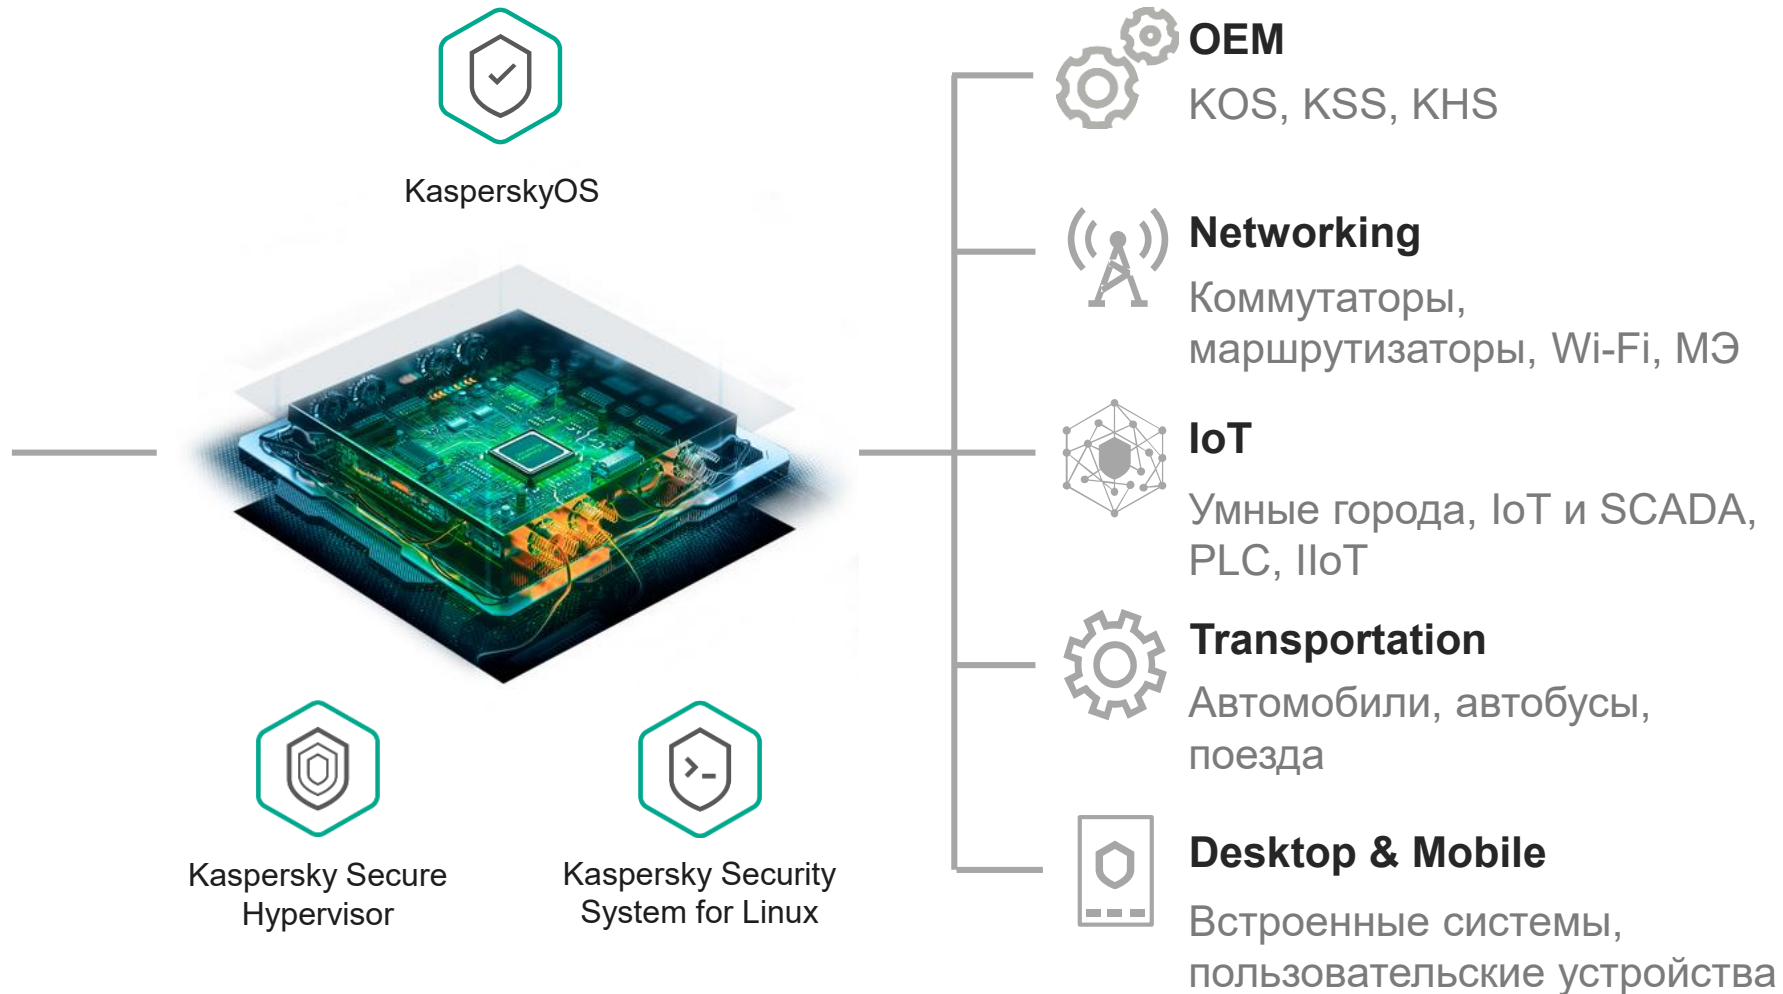 KasperskyOS
Kaspersky Secure
Hypervisor
Kaspersky Security
System for Linux
OEM
KOS, KSS, KHS
Networking
Коммутаторы,
маршрутизаторы, Wi-Fi, МЭ
IoT
Умные города, IoT и SCADA,
PLC, IIoT
Transportation
Автомобили, автобусы,
поезда
Desktop & Mobile
Встроенные системы,
пользовательские устройства